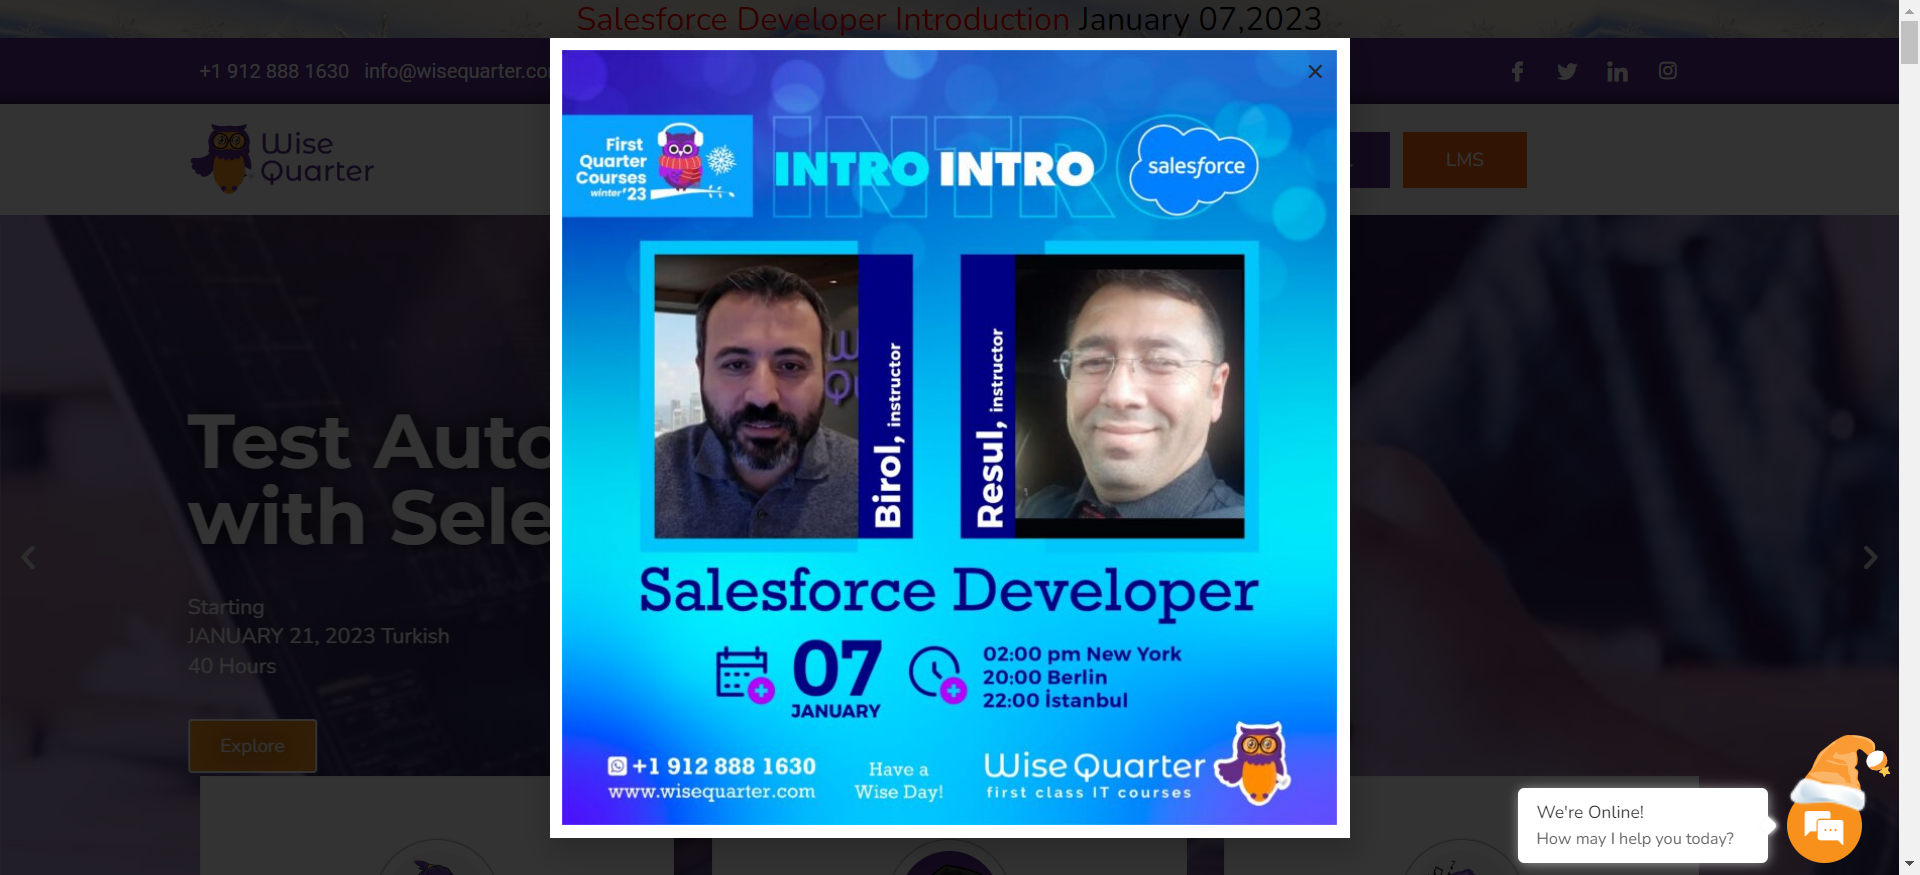 Salesforce Developer Introduction January 07,2023
+1 912 888 1630 info@wisequarter.co
Wise
Quarter
LMS
First
Quarter
Courses
winter'23
INTRO INTRO
INTRO
salesforce
Birol, instructor
Resul, instructor
Salesforce Developer
07
JANUARY
02:00 pm New York
20:00 Berlin
22:00 İstanbul
+1 912 888 1630
www.wisequarter.com
Have a
Wise Day!
Wise Quarter
first class IT courses
Test Auto
with Sele
Starting
JANUARY 21, 2023 Turkish
40 Hours
Explore
We're Online!
How may I help you today?